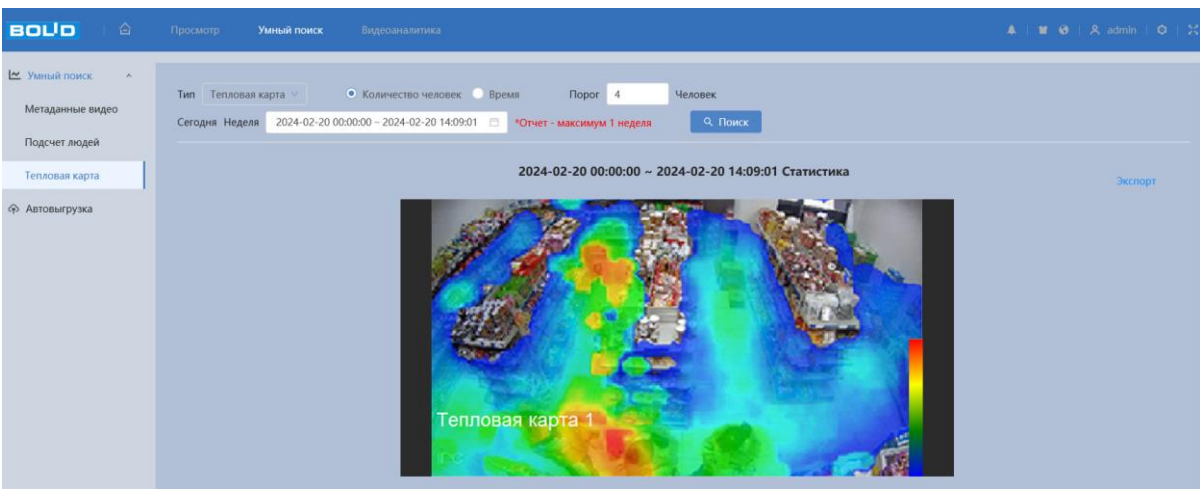 BOLID
Просмотр Умный поиск Видеоаналитика admin
Умный поиск
Метаданные видео
Подсчет людей
Тепловая карта
Автовыгрузка
Тип Тепловая карта Количество человек Время Порог 4 Человек
Сегодня Неделя 2024-02-20 00:00:00 ~ 2024-02-20 14:09:01 *Отчет - максимум 1 неделя Поиск
2024-02-20 00:00:00 ~ 2024-02-20 14:09:01 Статистика
Экспорт
Тепловая карта 1